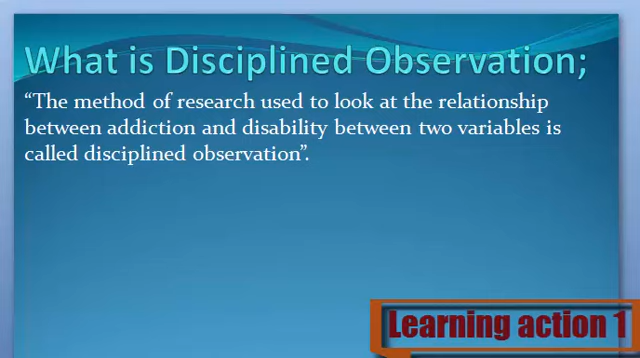 What is Disciplined Observation;
“The method of research used to look at the relationship
between addiction and disability between two variables is
called disciplined observation”.
Learning action 1